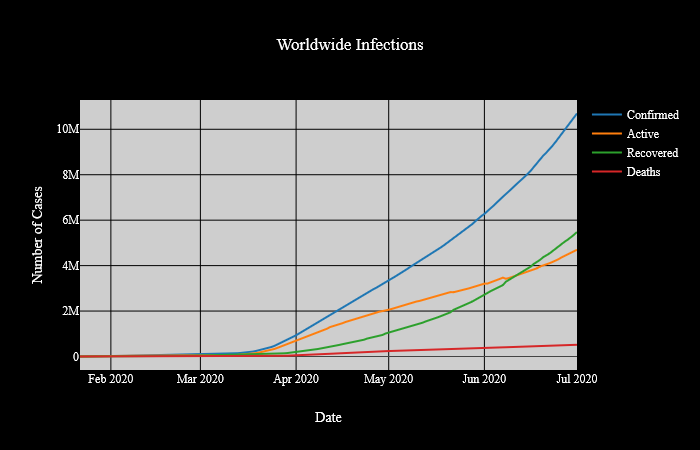 Worldwide Infections
Confirmed
Active
Recovered
Deaths
10M
8M
6M
4M
2M
0
Number of Cases
Feb 2020 Mar 2020 Apr 2020 May 2020 Jun 2020 Jul 2020
Date